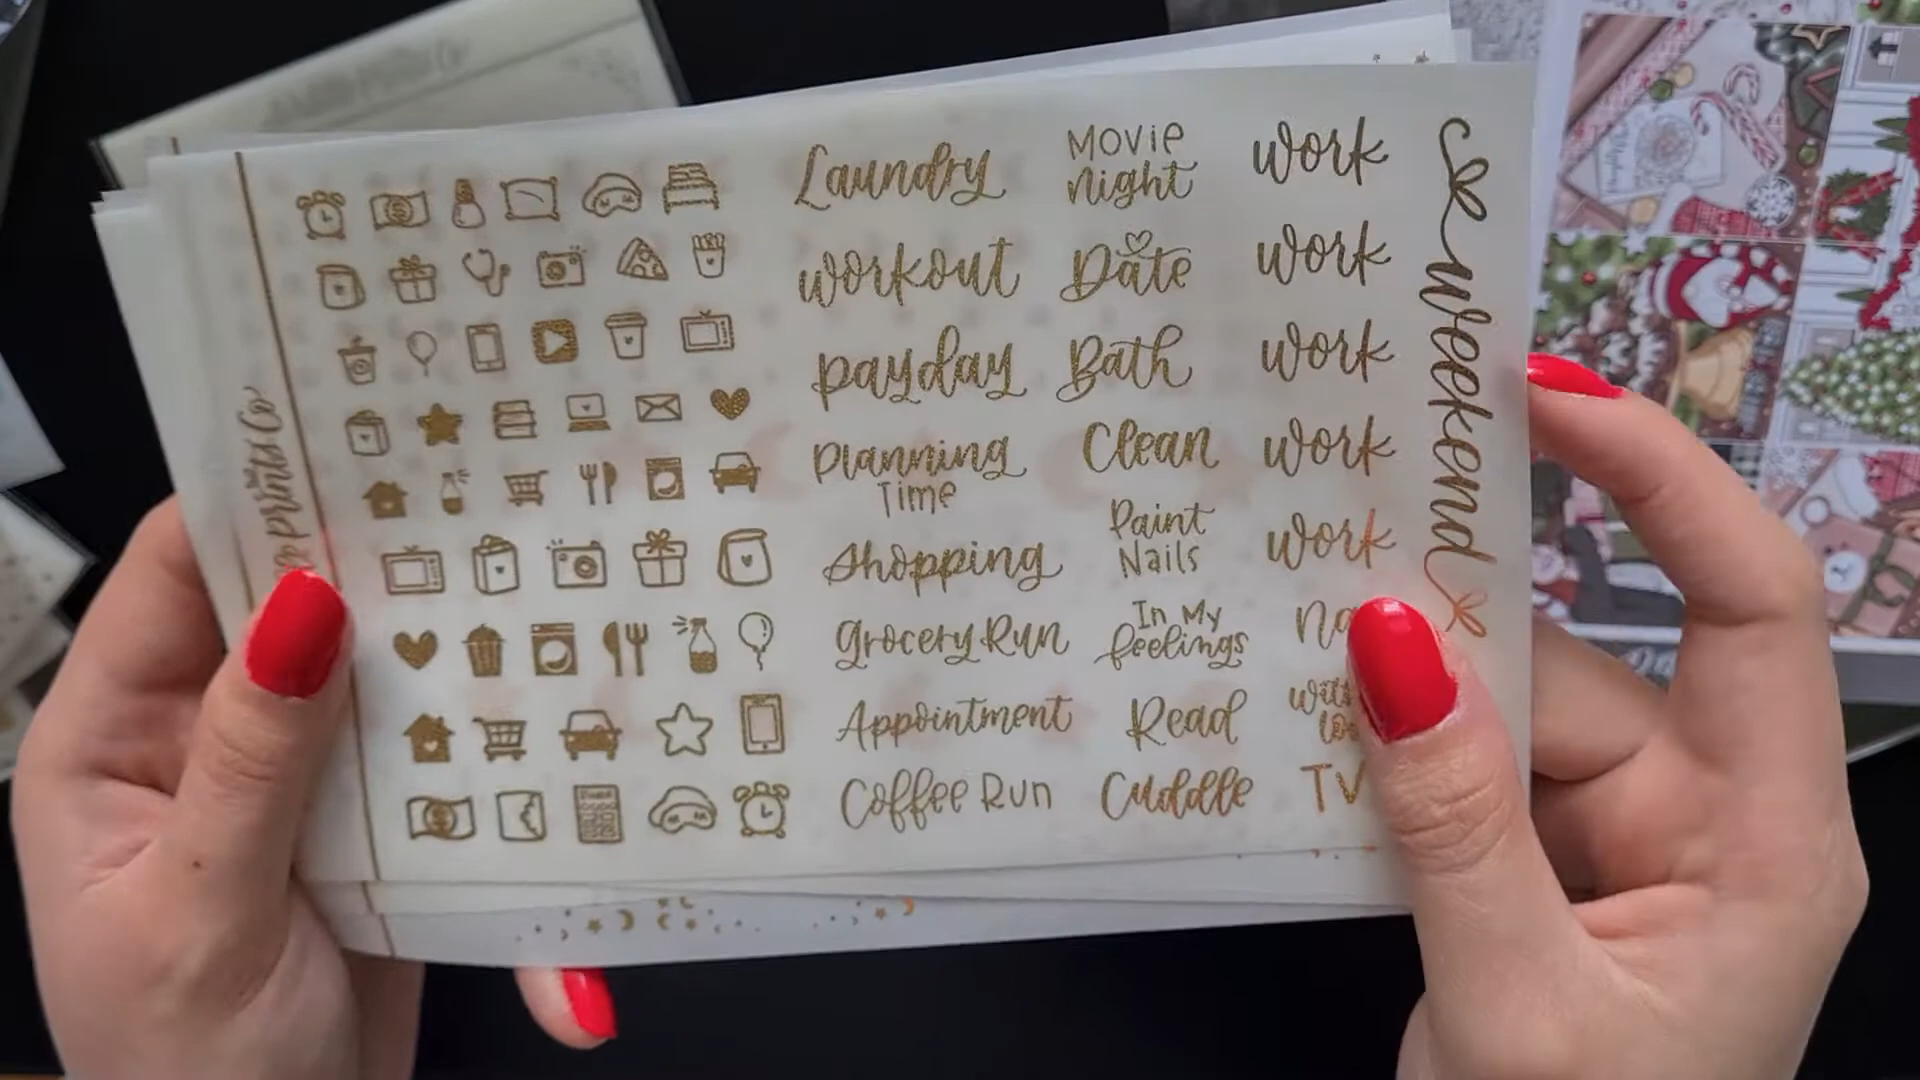 Laundry
Movie
night
work
workout
Date
work
payday
Bath
work
Planning
Time
Clean
work
Shopping
Paint
Nails
work
Grocery Run
In My
feelings
Appointment
Read
Coffee Run
Cuddle
TV
weekend
Prints Co